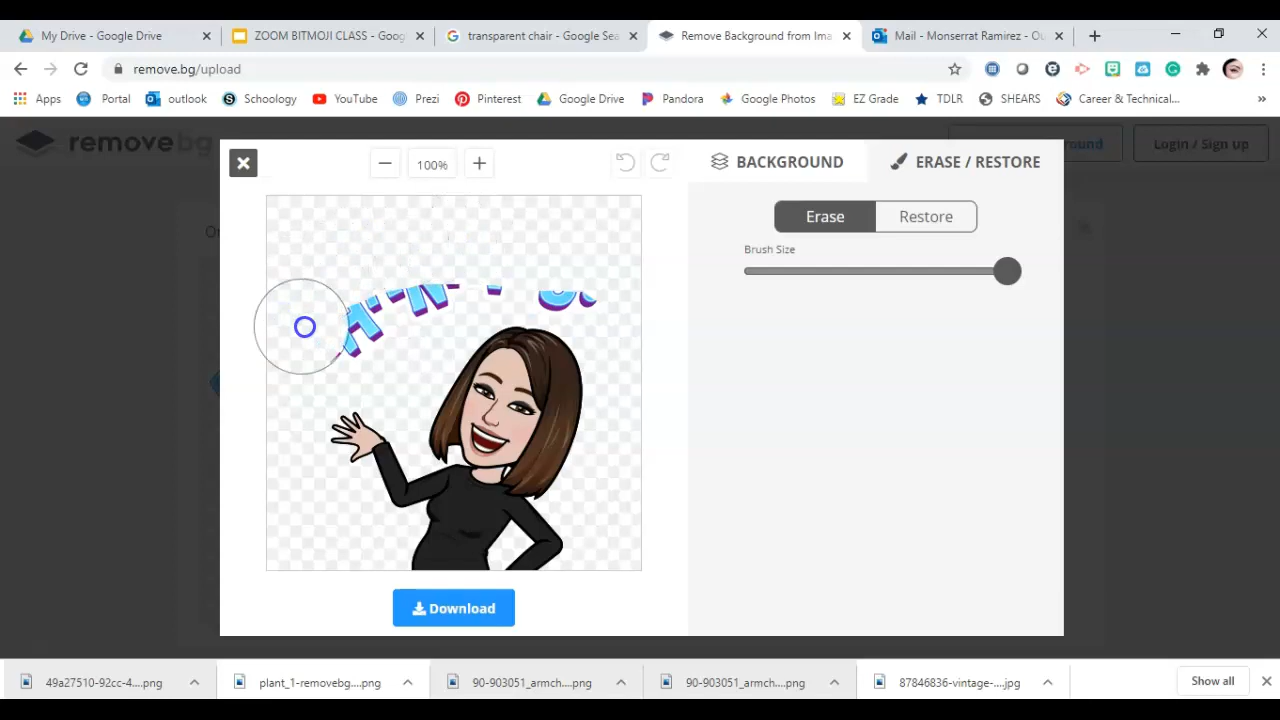 My Drive - Google Drive
ZOOM BITMOJI CLASS - Goog
transparent chair - Google Sea
Remove Background from Ima
Mail - Monserrat Ramirez - Ou
remove.bg/upload
Apps
Portal
outlook
Schoology
YouTube
Prezi
Pinterest
Google Drive
Pandora
Google Photos
EZ Grade
TDLR
SHEARS
Career & Technical...
removebg
Login / Sign up
100%
BACKGROUND
ERASE / RESTORE
Erase
Restore
Brush Size
Download
49a27510-92cc-4....png
plant_1-removebg....png
90-903051_armch....png
90-903051_armch....png
87846836-vintage-....jpg
Show all